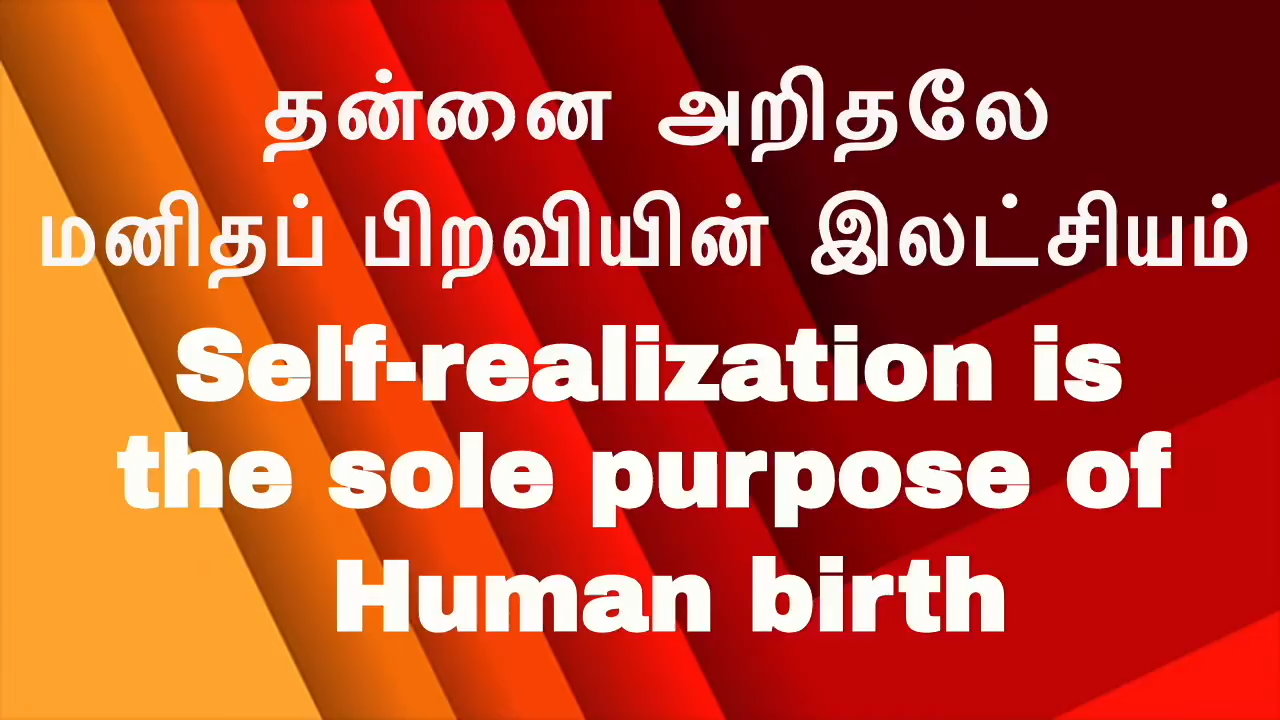 தன்னை அறிதலே
மனிதப் பிறவியின் இலட்சியம்
Self-realization is
the sole purpose of
Human birth